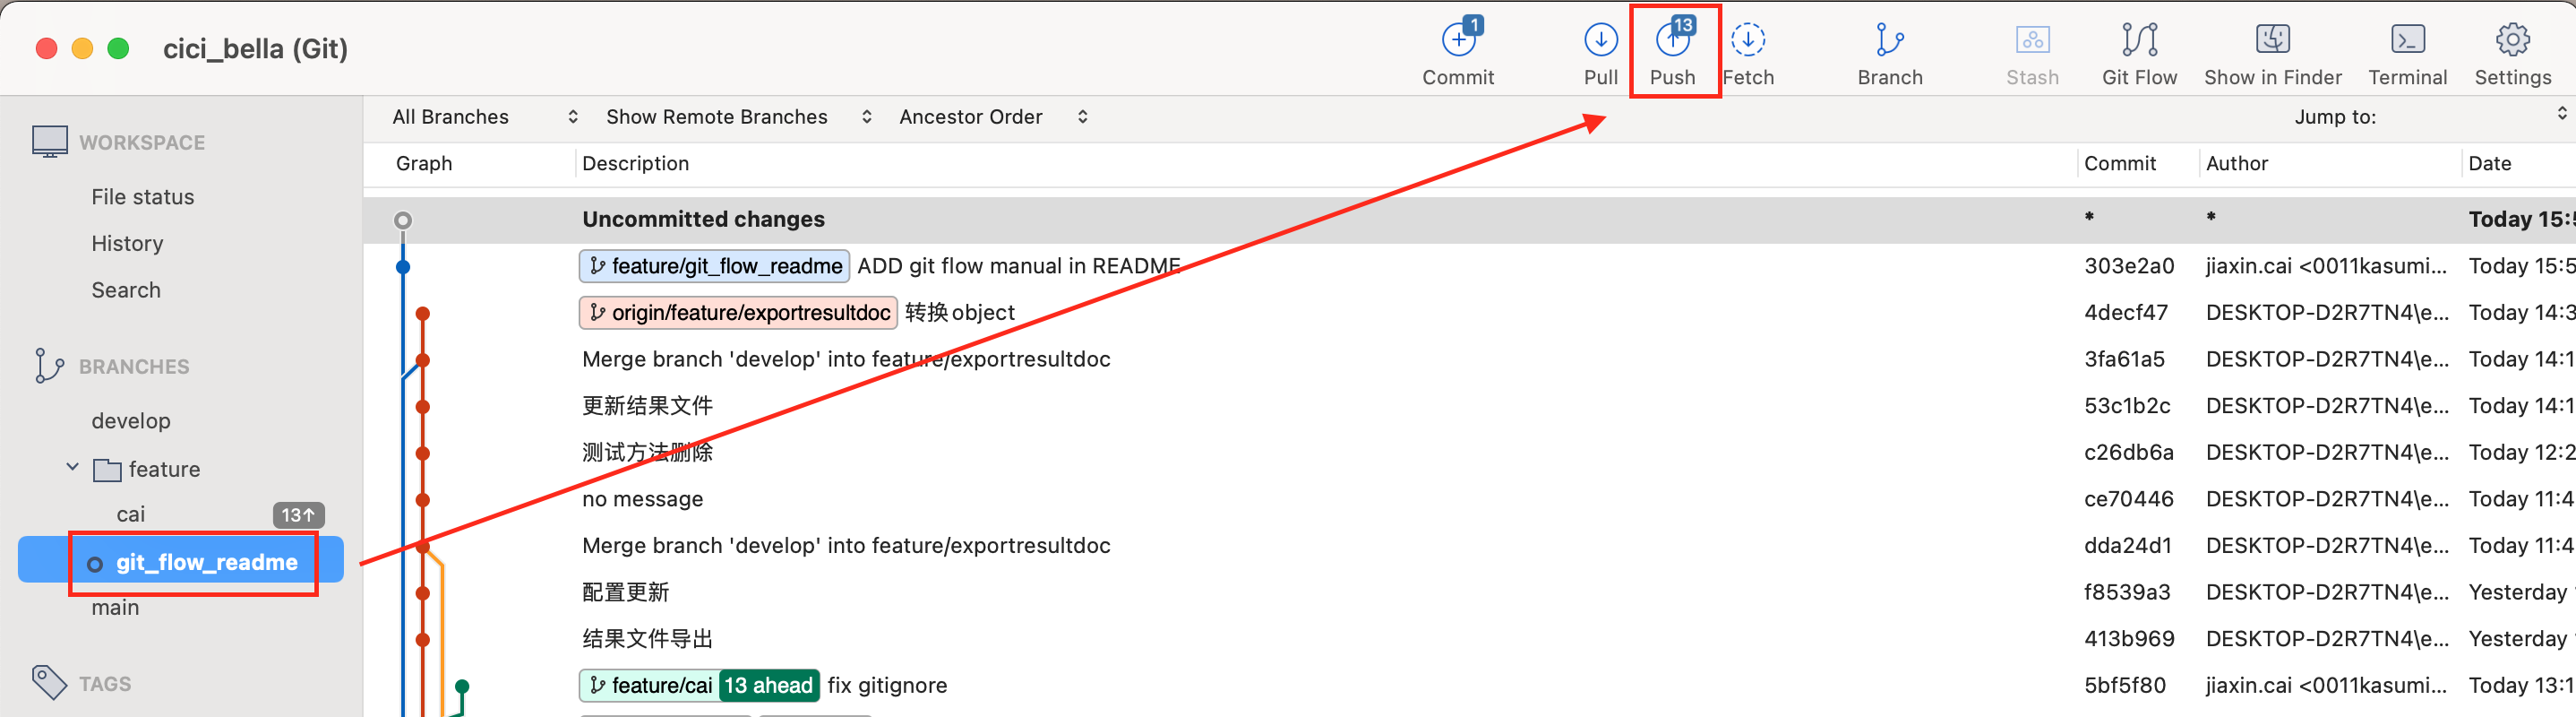 cici_bella (Git)
1
Commit
Pull
13
Push
Fetch
Branch
Stash
Git Flow
Show in Finder
Terminal
Settings
WORKSPACE
File status
History
Search
BRANCHES
develop
feature
cai 13↑
git_flow_readme
main
TAGS
All Branches Show Remote Branches Ancestor Order Jump to:
Graph Description Commit Author Date
Uncommitted changes * * Today 15:5
feature/git_flow_readme ADD git flow manual in README 303e2a0 jiaxin.cai <0011kasumi... Today 15:5
origin/feature/exportresultdoc 转换object 4decf47 DESKTOP-D2R7TN4\e... Today 14:3
Merge branch 'develop' into feature/exportresultdoc 3fa61a5 DESKTOP-D2R7TN4\e... Today 14:1
更新结果文件 53c1b2c DESKTOP-D2R7TN4\e... Today 14:1
测试方法删除 c26db6a DESKTOP-D2R7TN4\e... Today 12:2
no message ce70446 DESKTOP-D2R7TN4\e... Today 11:4
Merge branch 'develop' into feature/exportresultdoc dda24d1 DESKTOP-D2R7TN4\e... Today 11:4
配置更新 f8539a3 DESKTOP-D2R7TN4\e... Yesterday
结果文件导出 413b969 DESKTOP-D2R7TN4\e... Yesterday
feature/cai 13 ahead fix gitignore 5bf5f80 jiaxin.cai <0011kasumi... Today 13:1